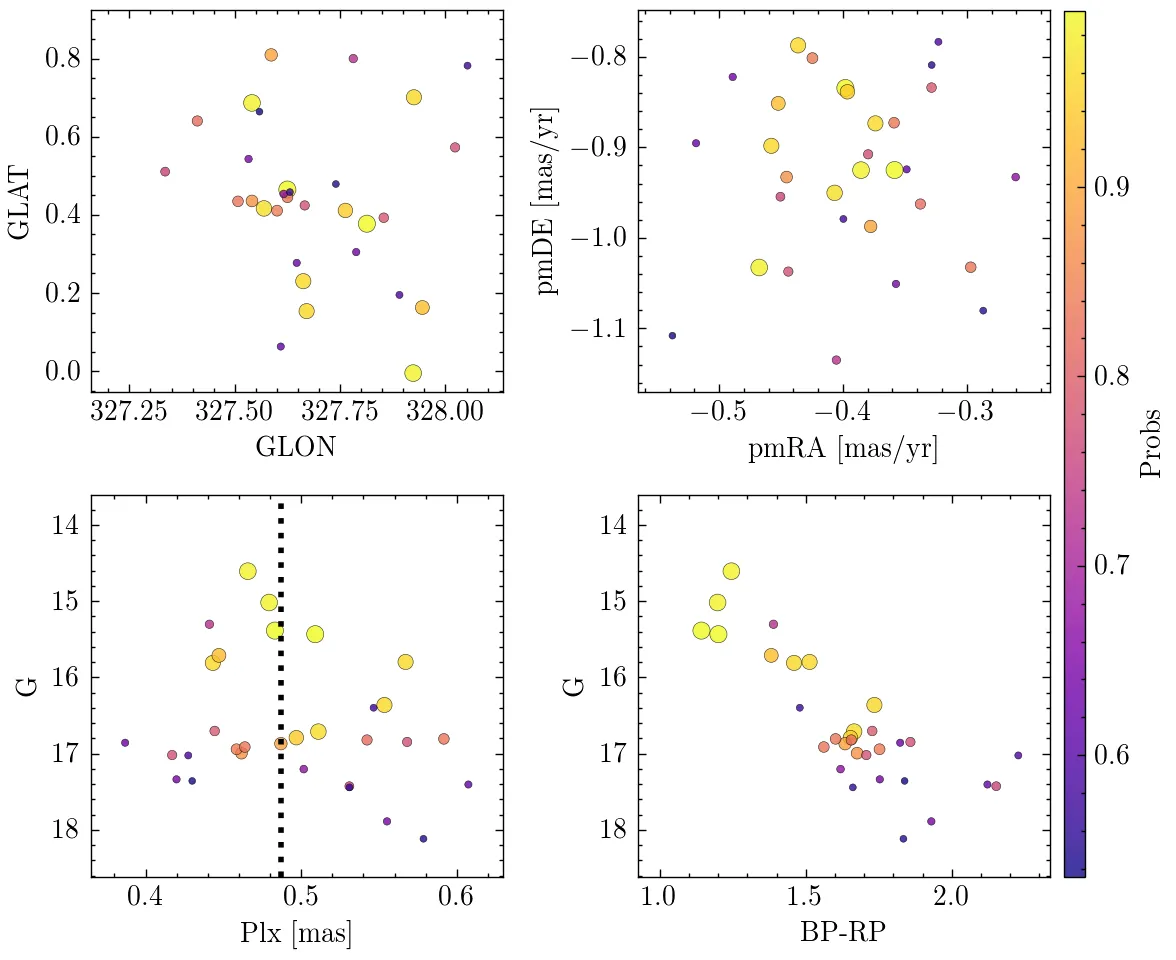 0.8
0.6
0.4
0.2
0.0
GLAT
327.25 327.50 327.75 328.00
GLON
−0.8
−0.9
−1.0
−1.1
pmDE [mas/yr]
−0.5 −0.4 −0.3
pmRA [mas/yr]
14
15
16
17
18
G
0.4 0.5 0.6
Plx [mas]
14
15
16
17
18
G
1.0 1.5 2.0
BP-RP
0.9
0.8
0.7
0.6
Probs